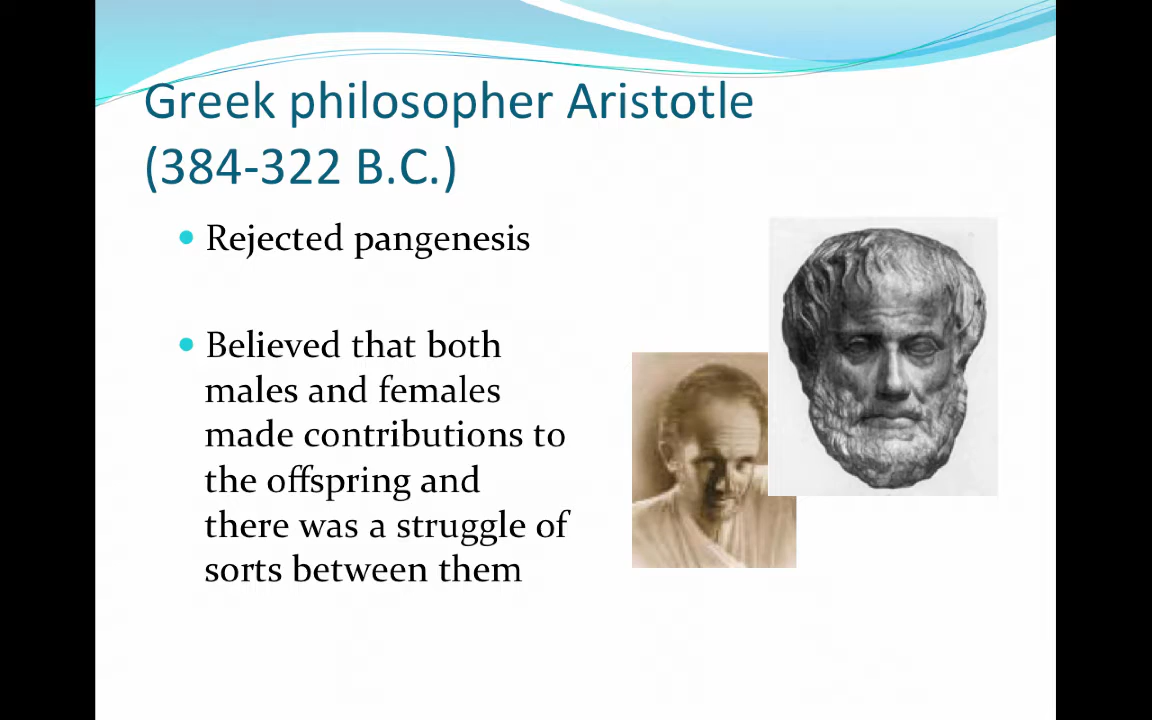 Greek philosopher Aristotle
(384-322 B.C.)
Rejected pangenesis
Believed that both
males and females
made contributions to
the offspring and
there was a struggle of
sorts between them